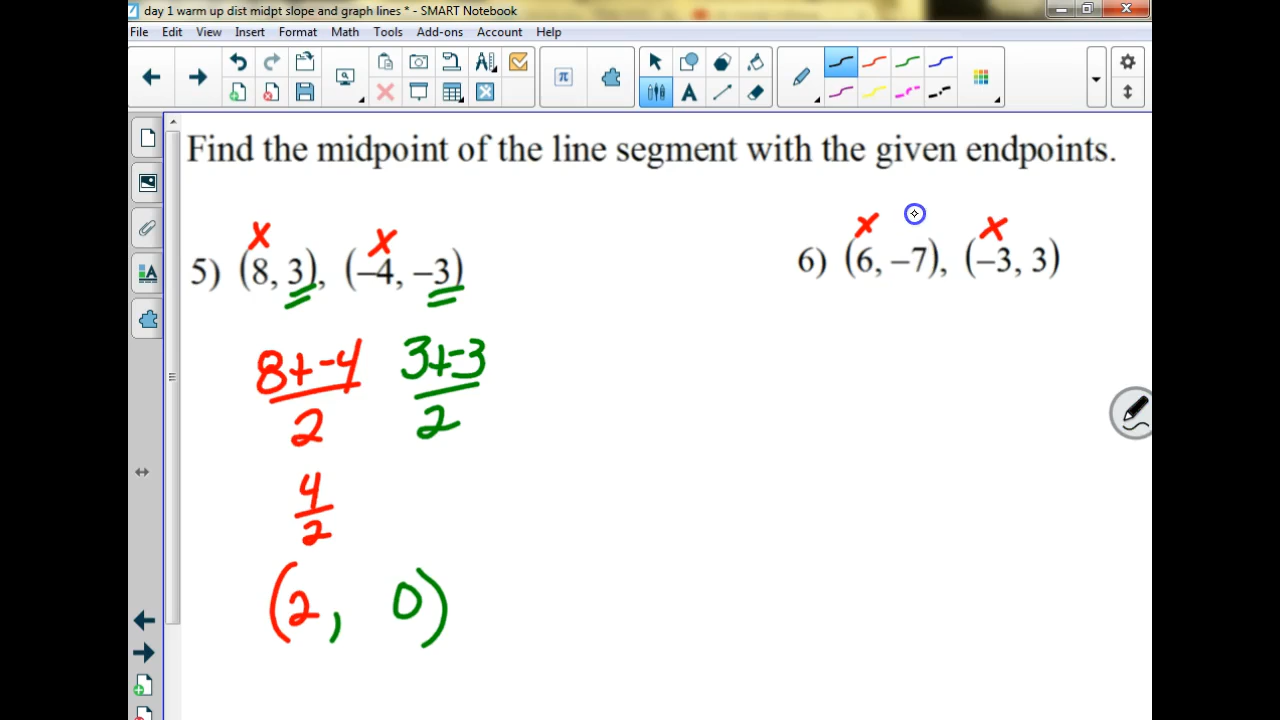 day 1 warm up dist midpt slope and graph lines * - SMART Notebook
File Edit View Insert Format Math Tools Add-ons Account Help
π A A
Find the midpoint of the line segment with the given endpoints.
x x x x
5) (8, 3), (–4, –3) 6) (6, –7), (–3, 3)
8+-4 3+-3
2 2
4
2
(2, 0)